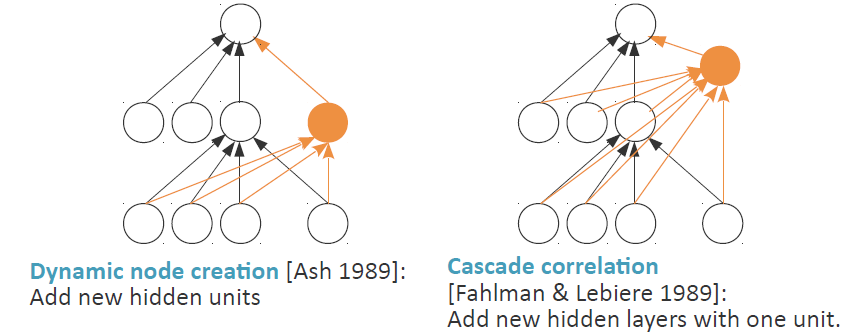 Dynamic node creation [Ash 1989]:
Add new hidden units
Cascade correlation
[Fahlman & Lebiere 1989]:
Add new hidden layers with one unit.